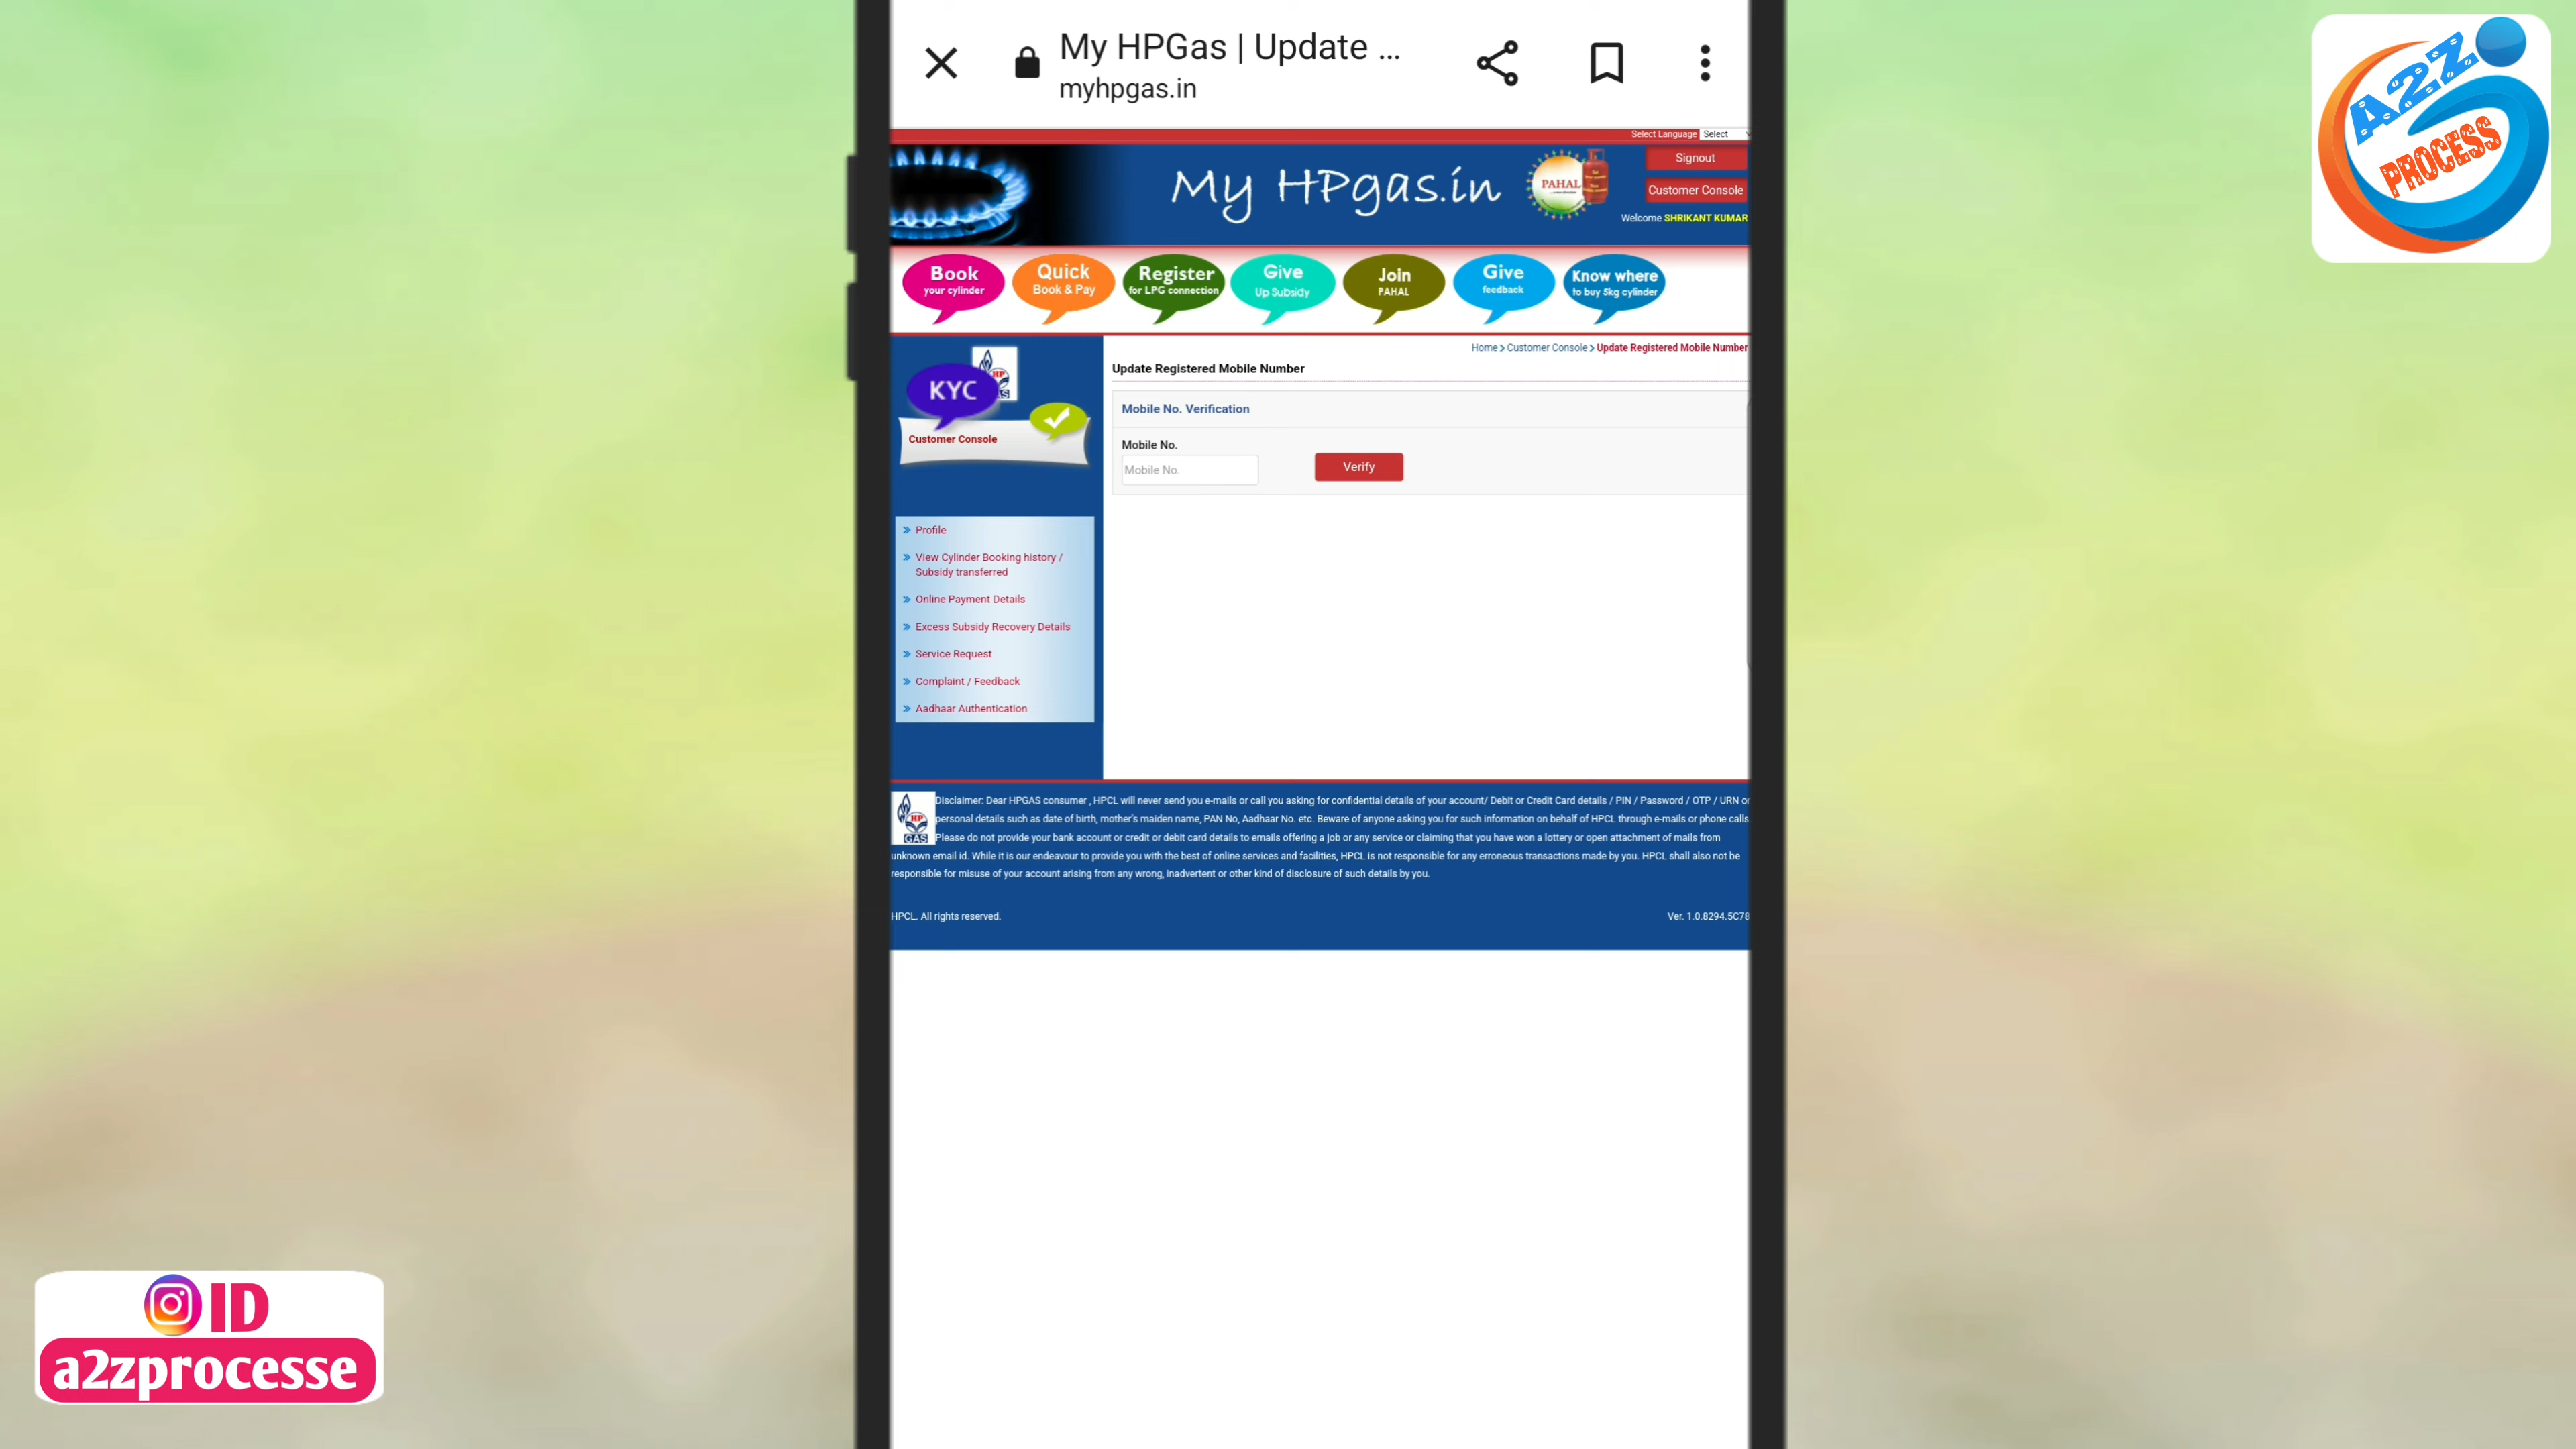 My HPGas | Update ...
myhpgas.in
Select Language Select
My HPgas.in
PAHAL
Signout
Customer Console
Welcome SHRIKANT KUMAR
Book
your cylinder
Quick
Book & Pay
Register
for LPG connection
Give
Up Subsidy
Join
PAHAL
Give
feedback
Know where
to buy 5kg cylinder
Home > Customer Console > Update Registered Mobile Number
KYC
HP
Customer Console
Update Registered Mobile Number
Mobile No. Verification
Mobile No.
Mobile No.
Verify
Profile
View Cylinder Booking history /
Subsidy transferred
Online Payment Details
Excess Subsidy Recovery Details
Service Request
Complaint / Feedback
Aadhaar Authentication
HP
GAS
Disclaimer: Dear HPGAS consumer , HPCL will never send you e-mails or call you asking for confidential details of your account/ Debit or Credit Card details / PIN / Password / OTP / URN or
personal details such as date of birth, mother's maiden name, PAN No, Aadhaar No. etc. Beware of anyone asking you for such information on behalf of HPCL through e-mails or phone calls
Please do not provide your bank account or credit or debit card details to emails offering a job or any service or claiming that you have won a lottery or open attachment of mails from
unknown email id. While it is our endeavour to provide you with the best of online services and facilities, HPCL is not responsible for any erroneous transactions made by you. HPCL shall also not be
responsible for misuse of your account arising from any wrong, inadvertent or other kind of disclosure of such details by you.
HPCL. All rights reserved.
Ver. 1.0.8294.5C78
A2Z
PROCESS
ID
a2zprocesse